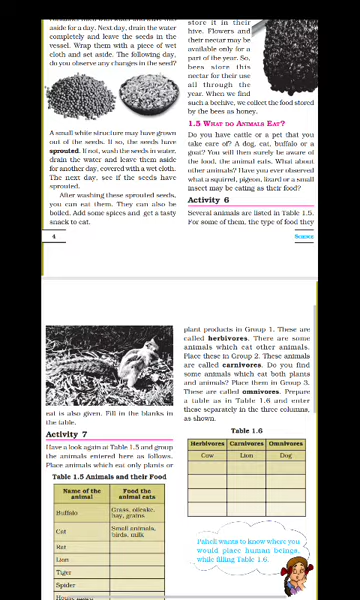 aside for a day. Next day, drain the water
completely and leave the seeds in the
vessel. Wrap them with a piece of wet
cloth and set aside. The following day,
do you observe any changes in the seed?
A small white structure may have grown
out of the seeds. If so, the seeds have
sprouted. If not, wash the seeds in water,
drain the water and leave them aside
for another day, covered with a wet cloth.
The next day, see if the seeds have
sprouted.
After washing these sprouted seeds,
you can eat them. They can also be
boiled. Add some spices and get a tasty
snack to eat.
4
store it in their
hive. Flowers and
their nectar may be
available only for
a part of the year. So,
bees store this
nectar for their use
all through the
year. When we find
such a beehive, we collect the food stored
by the bees as honey.
1.5 WHAT DO ANIMALS EAT?
Do you have cattle or a pet that you
take care of? A dog, cat, buffalo or a
goat? You will then surely be aware of
the food, the animal eats. What about
other animals? Have you ever observed
what a squirrel, pigeon, lizard or a small
insect may be eating as their food?
Activity 6
Several animals are listed in Table 1.5.
For some of them, the type of food they
SCIENCE
eat is also given. Fill in the blanks in
the table.
Activity 7
Have a look again at Table 1.5 and group
the animals entered here as follows.
Place animals which eat only plants or
Table 1.5 Animals and their Food
Name of the animal Food the animal eats
Buffalo Grass, oilcake, hay, grains
Cat Small animals, birds, milk
Rat
Lion
Tiger
Spider
House lizard
plant products in Group 1. These are
called herbivores. There are some
animals which eat other animals.
Place these in Group 2. These animals
are called carnivores. Do you find
some animals which eat both plants
and animals? Place them in Group 3.
These are called omnivores. Prepare
a table as in Table 1.6 and enter
these separately in the three columns,
as shown.
Table 1.6
Herbivores Carnivores Omnivores
Cow Lion Dog
Paheli wants to know where you
would place human beings,
while filling Table 1.6.